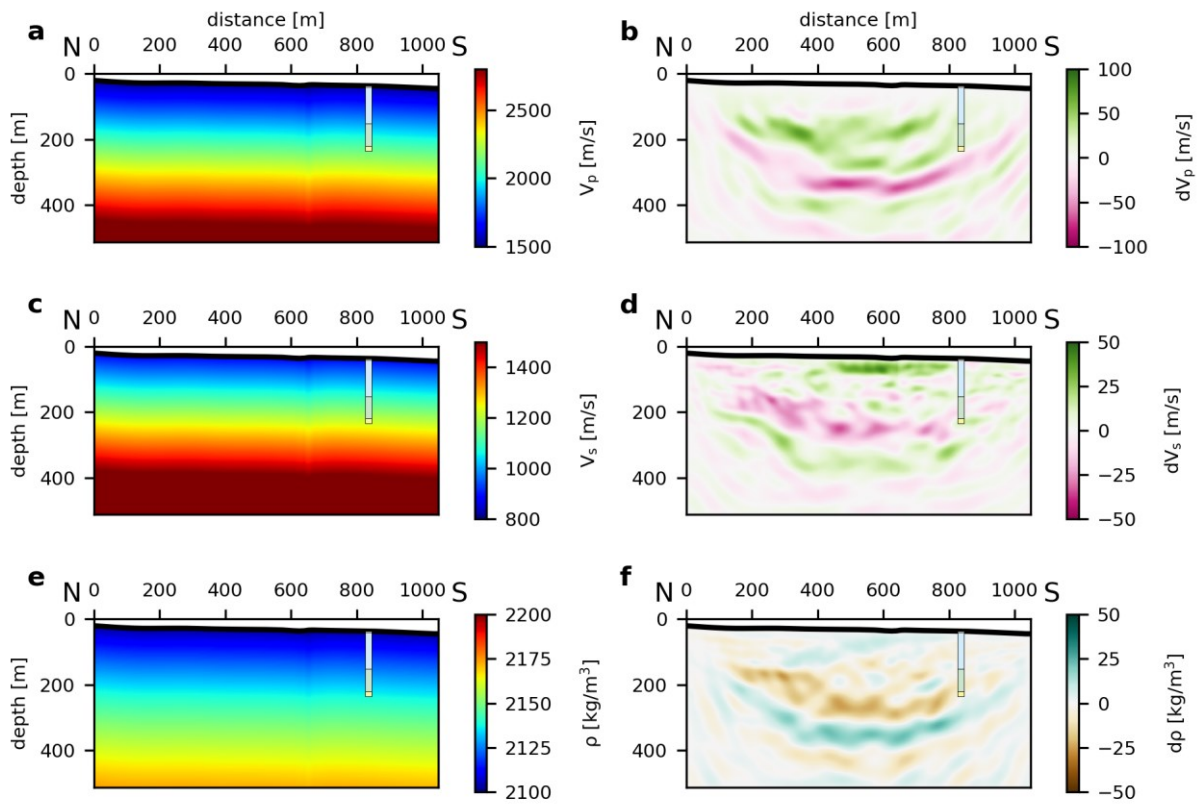 distance [m] distance [m]
a b
N 0 200 400 600 800 1000 S N 0 200 400 600 800 1000 S
0 2500 0 100
depth [m] 200 2000 Vp [m/s] 200 50 dVp [m/s]
400 1500 400 0
−50
−100
c d
N 0 200 400 600 800 1000 S N 0 200 400 600 800 1000 S
0 1400 0 50
depth [m] 200 1200 Vs [m/s] 200 25 dVs [m/s]
400 1000 400 0
800 −25
−50
e f
N 0 200 400 600 800 1000 S N 0 200 400 600 800 1000 S
0 2200 0 50
depth [m] 200 2175 ρ [kg/m³] 200 25 dρ [kg/m³]
400 2150 400 0
2125 −25
2100 −50